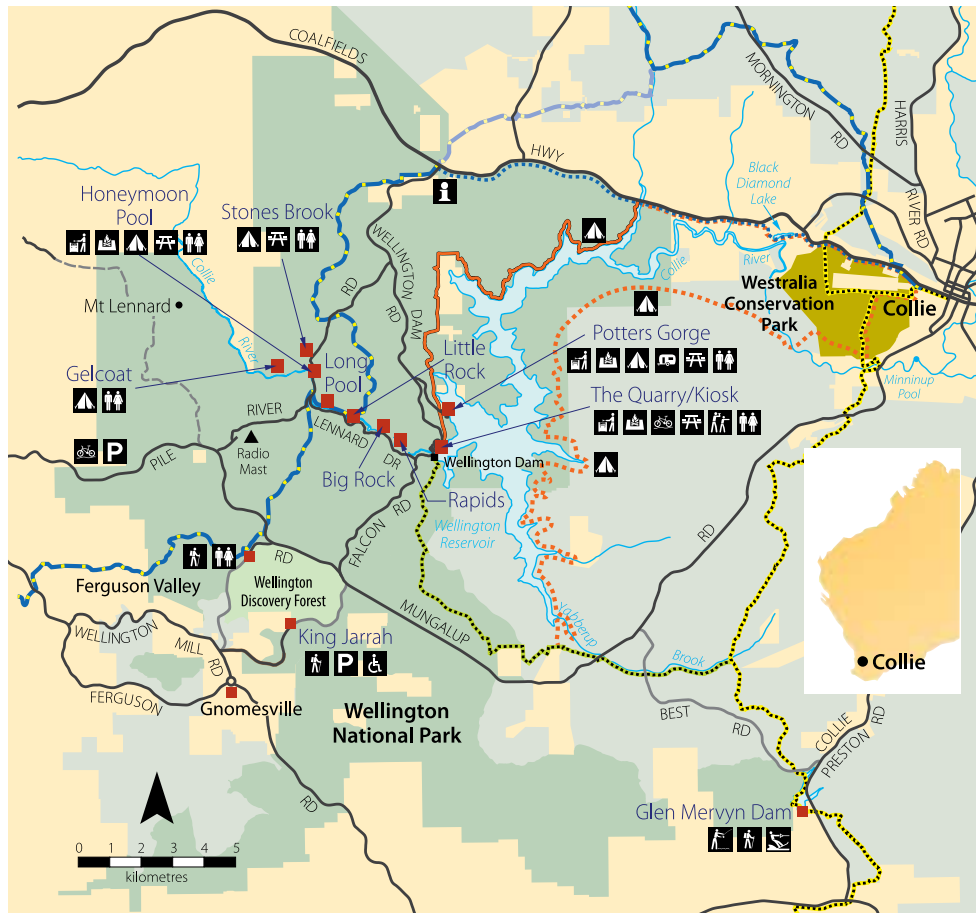 COALFIELDS
HWY
MORNINGTON
RD
HARRIS
RIVER RD
Black
Diamond
Lake
Honeymoon
Pool
Stones Brook
WELLINGTON DAM
RD
RD
RD
Collie
River
Collie
River
Westralia
Conservation
Park
Collie
Mt Lennard
Potters Gorge
Little
Rock
Long
Pool
Gelcoat
The Quarry/Kiosk
Minninup
Pool
RIVER
PILE
LENNARD
DR
Radio
Mast
P
Big Rock
Rapids
Wellington Dam
Wellington
Reservoir
FALCON
RD
RD
RD
Ferguson Valley
Wellington
Discovery Forest
MUNGALUP
Yabberup
Brook
WELLINGTON
MILL
RD
King Jarrah
P
Collie
FERGUSON
Gnomesville
Wellington
National Park
RD
BEST
RD
COLLIE
PRESTON
RD
Glen Mervyn Dam
0 1 2 3 4 5
kilometres